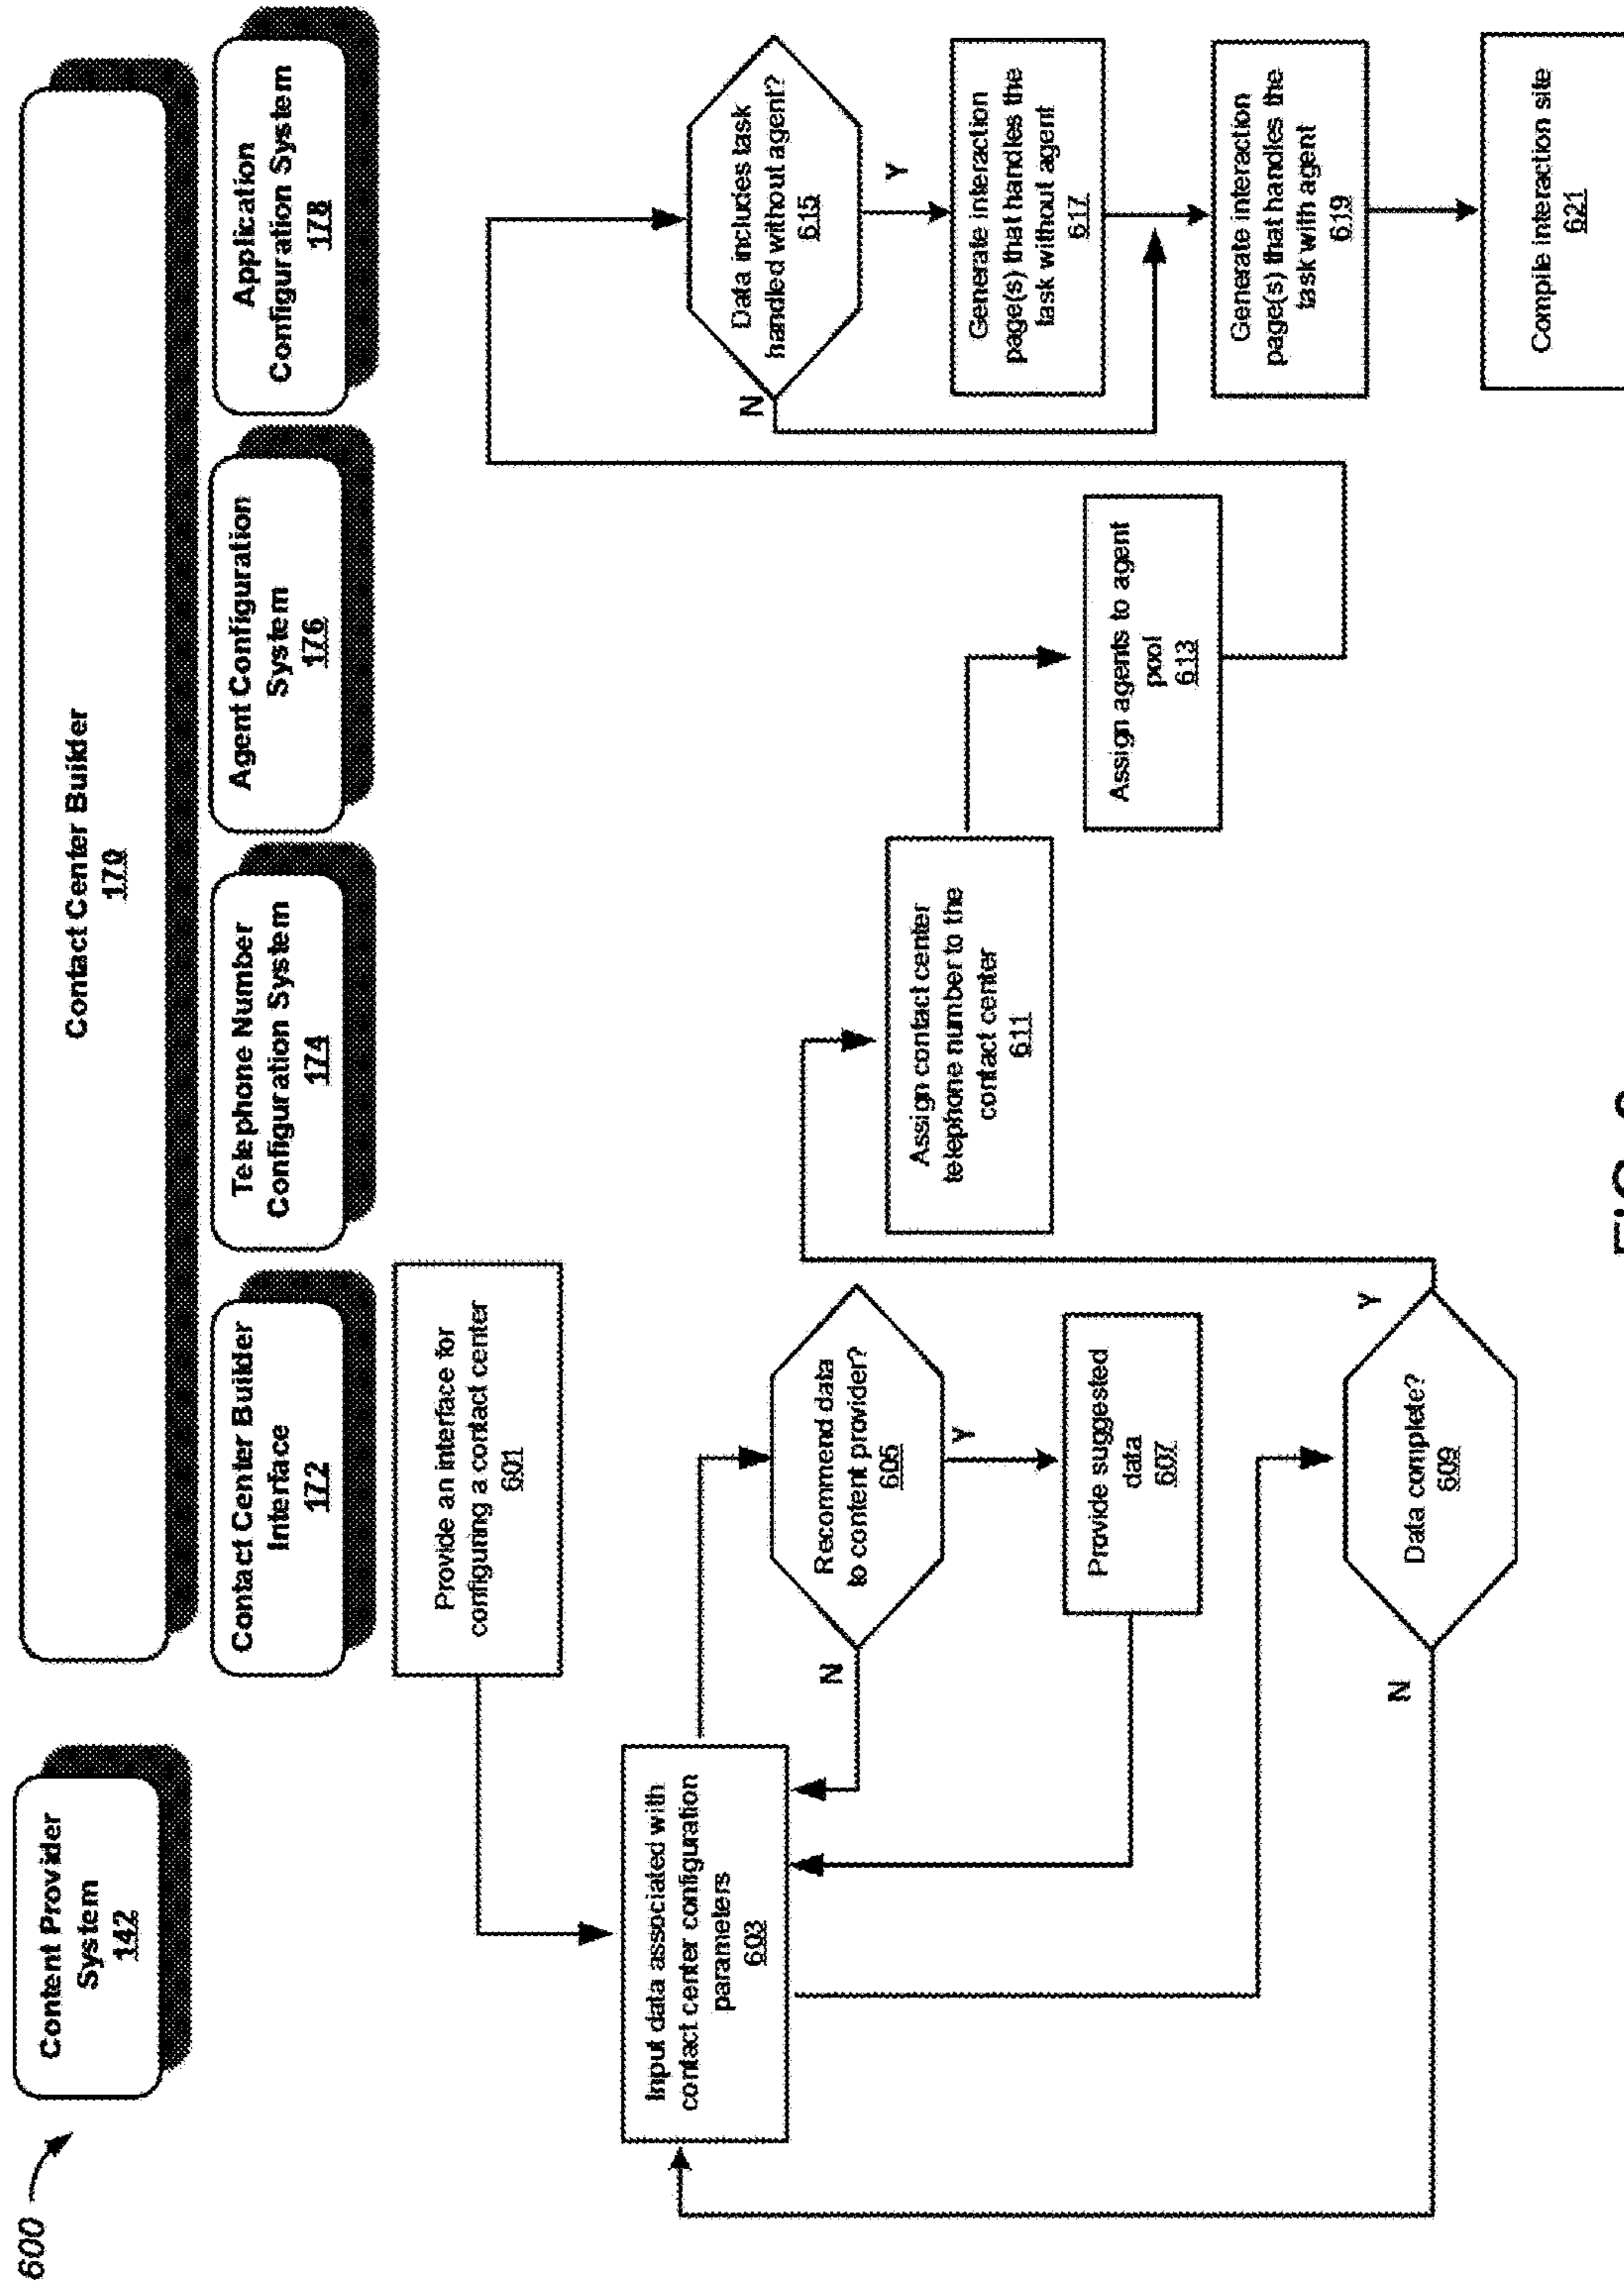 600
Content Provider
System
142
Contact Center Builder
170
Contact Center Builder
Interface
172
Telephone Number
Configuration System
174
Agent Configuration
System
176
Application
Configuration System
178
Provide an interface for
configuring a contact center
601
Input data associated with
contact center configuration
parameters
603
Recommend data
to content provider?
605
N
Y
Provide suggested
data
607
Data complete?
609
N
Y
Assign contact center
telephone number to the
contact center
611
Assign agents to agent
pool
613
Data includes task
handled without agent?
615
N
Y
Generate interaction
page(s) that handles the
task without agent
617
Generate interaction
page(s) that handles the
task with agent
619
Compile interaction site
621